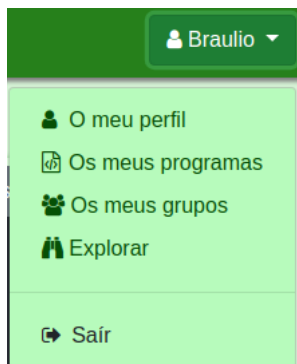 Braulio
O meu perfil
Os meus programas
Os meus grupos
Explorar
Saír